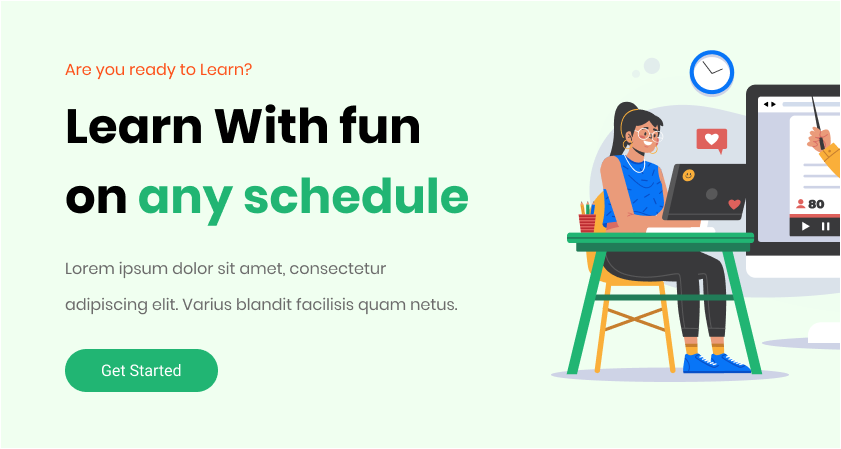 Are you ready to Learn?
Learn With fun
on any schedule
Lorem ipsum dolor sit amet, consectetur
adipiscing elit. Varius blandit facilisis quam netus.
Get Started
80